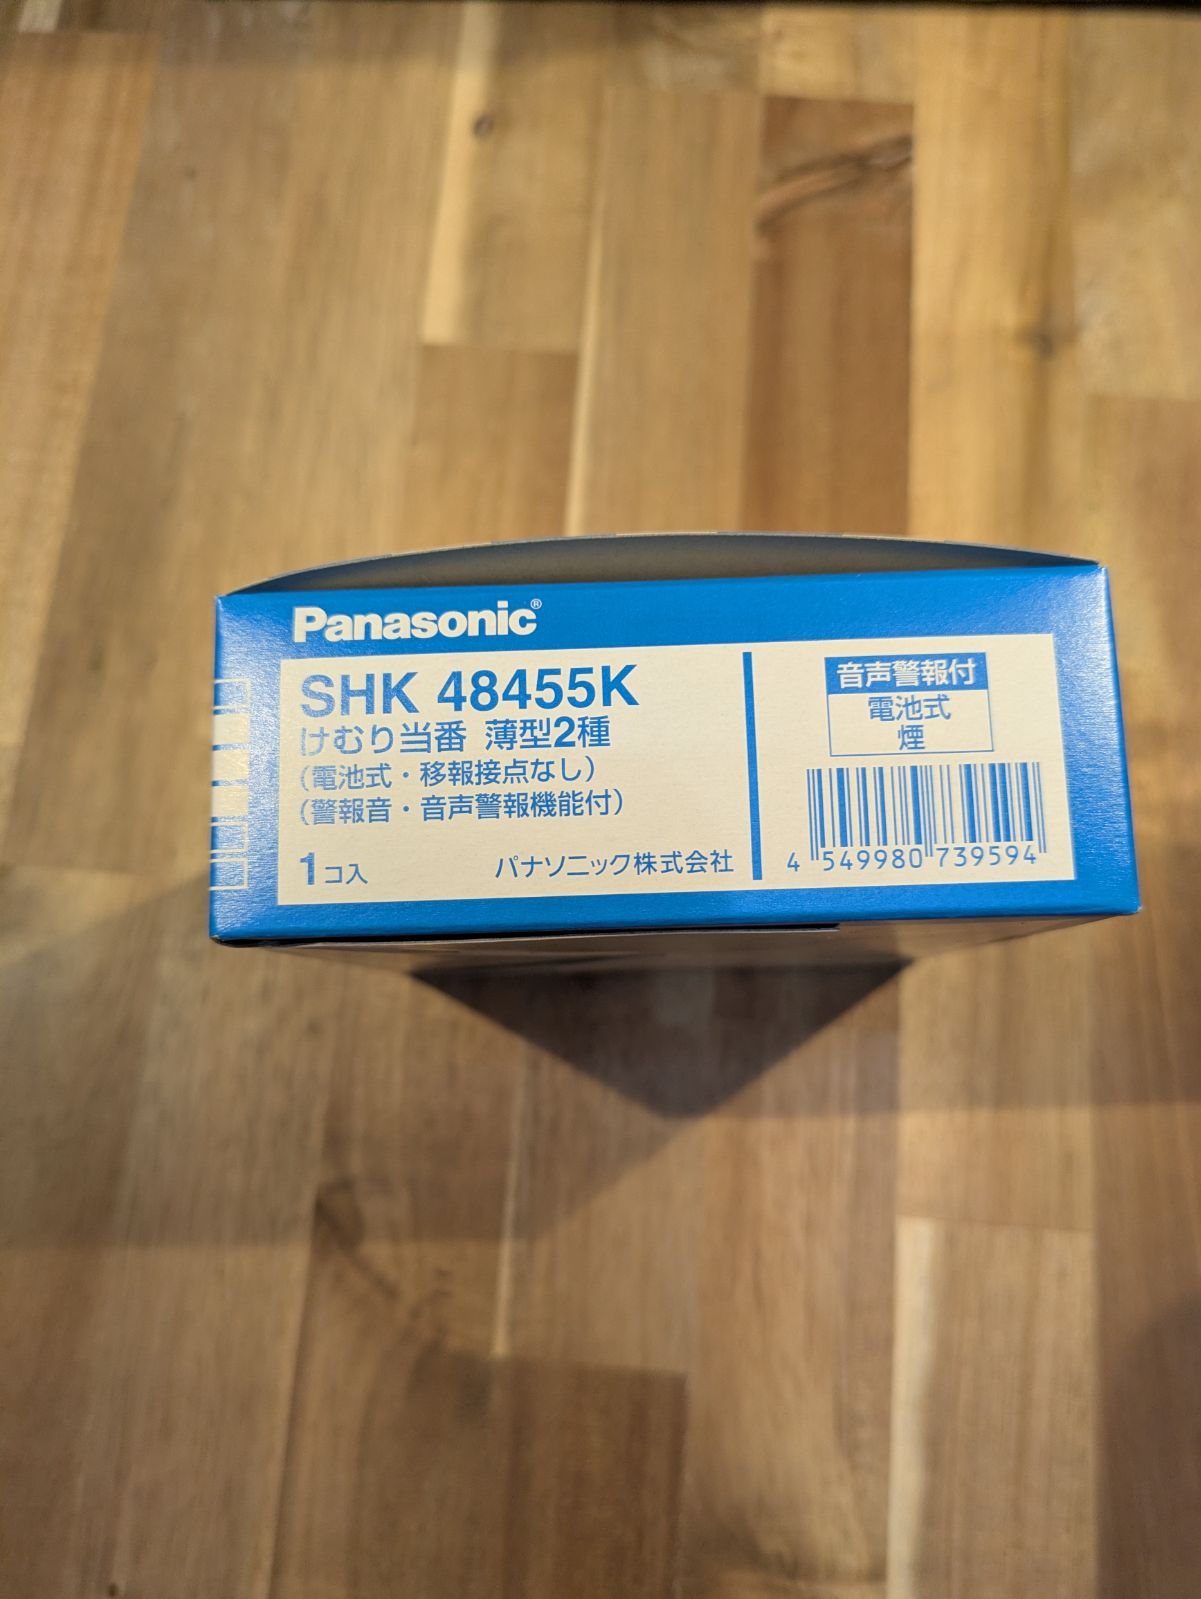 Panasonic®
SHK 48455K
けむり当番 薄型2種
(電池式・移報接点なし)
(警報音・音声警報機能付)
1コ入
パナソニック株式会社
音声警報付
電池式
煙
4 549980 739594